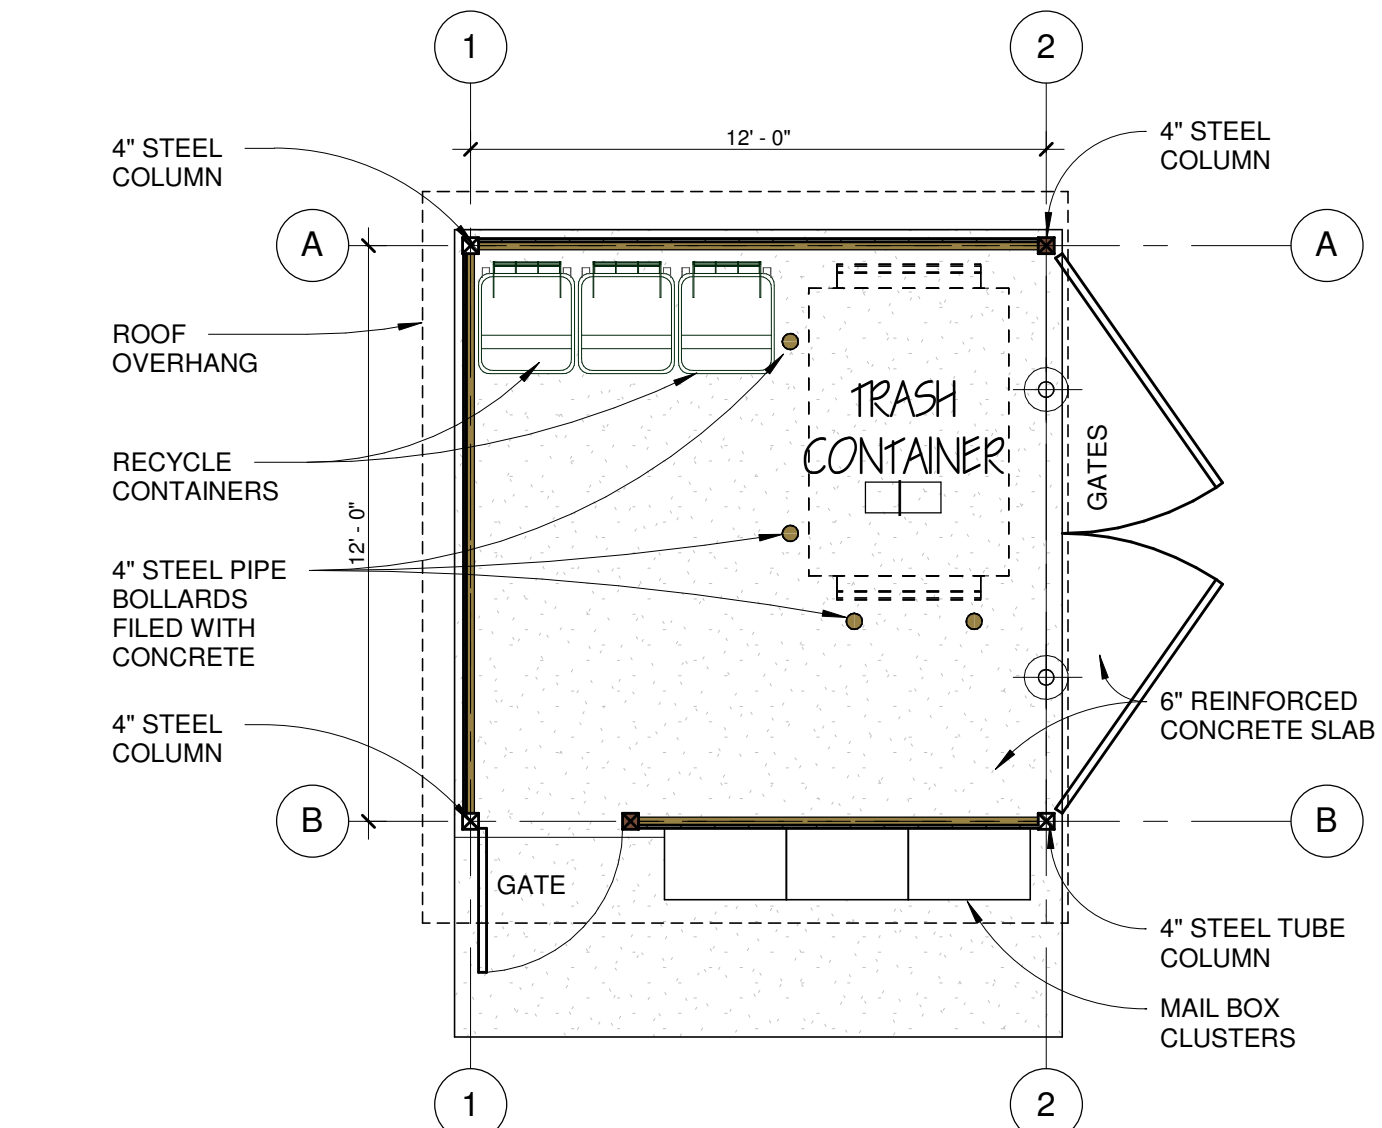 1
2
12' - 0"
4" STEEL
COLUMN
4" STEEL
COLUMN
A
A
ROOF
OVERHANG
TRASH
CONTAINER
GATES
RECYCLE
CONTAINERS
12' - 0"
4" STEEL PIPE
BOLLARDS
FILED WITH
CONCRETE
6" REINFORCED
CONCRETE SLAB
4" STEEL
COLUMN
B
B
GATE
4" STEEL TUBE
COLUMN
MAIL BOX
CLUSTERS
1
2